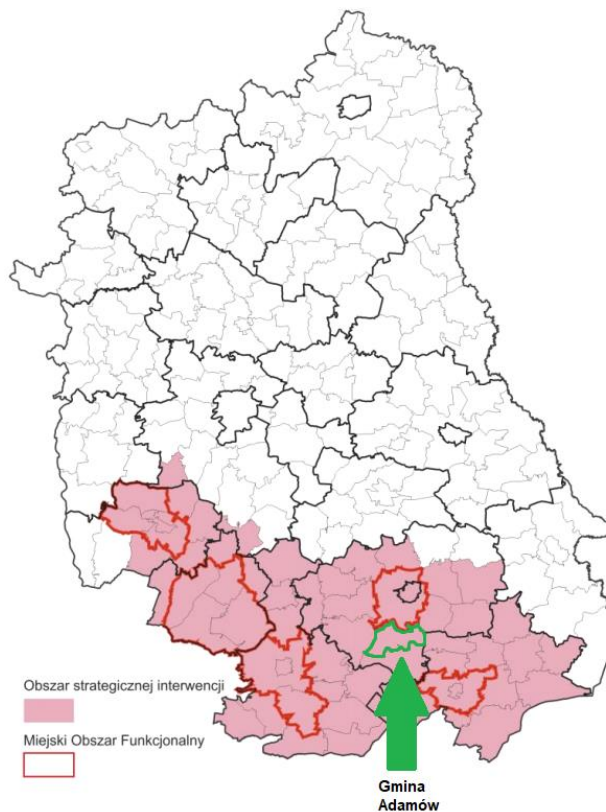 Obszar strategicznej interwencji
Miejski Obszar Funkcjonalny
Gmina
Adamów